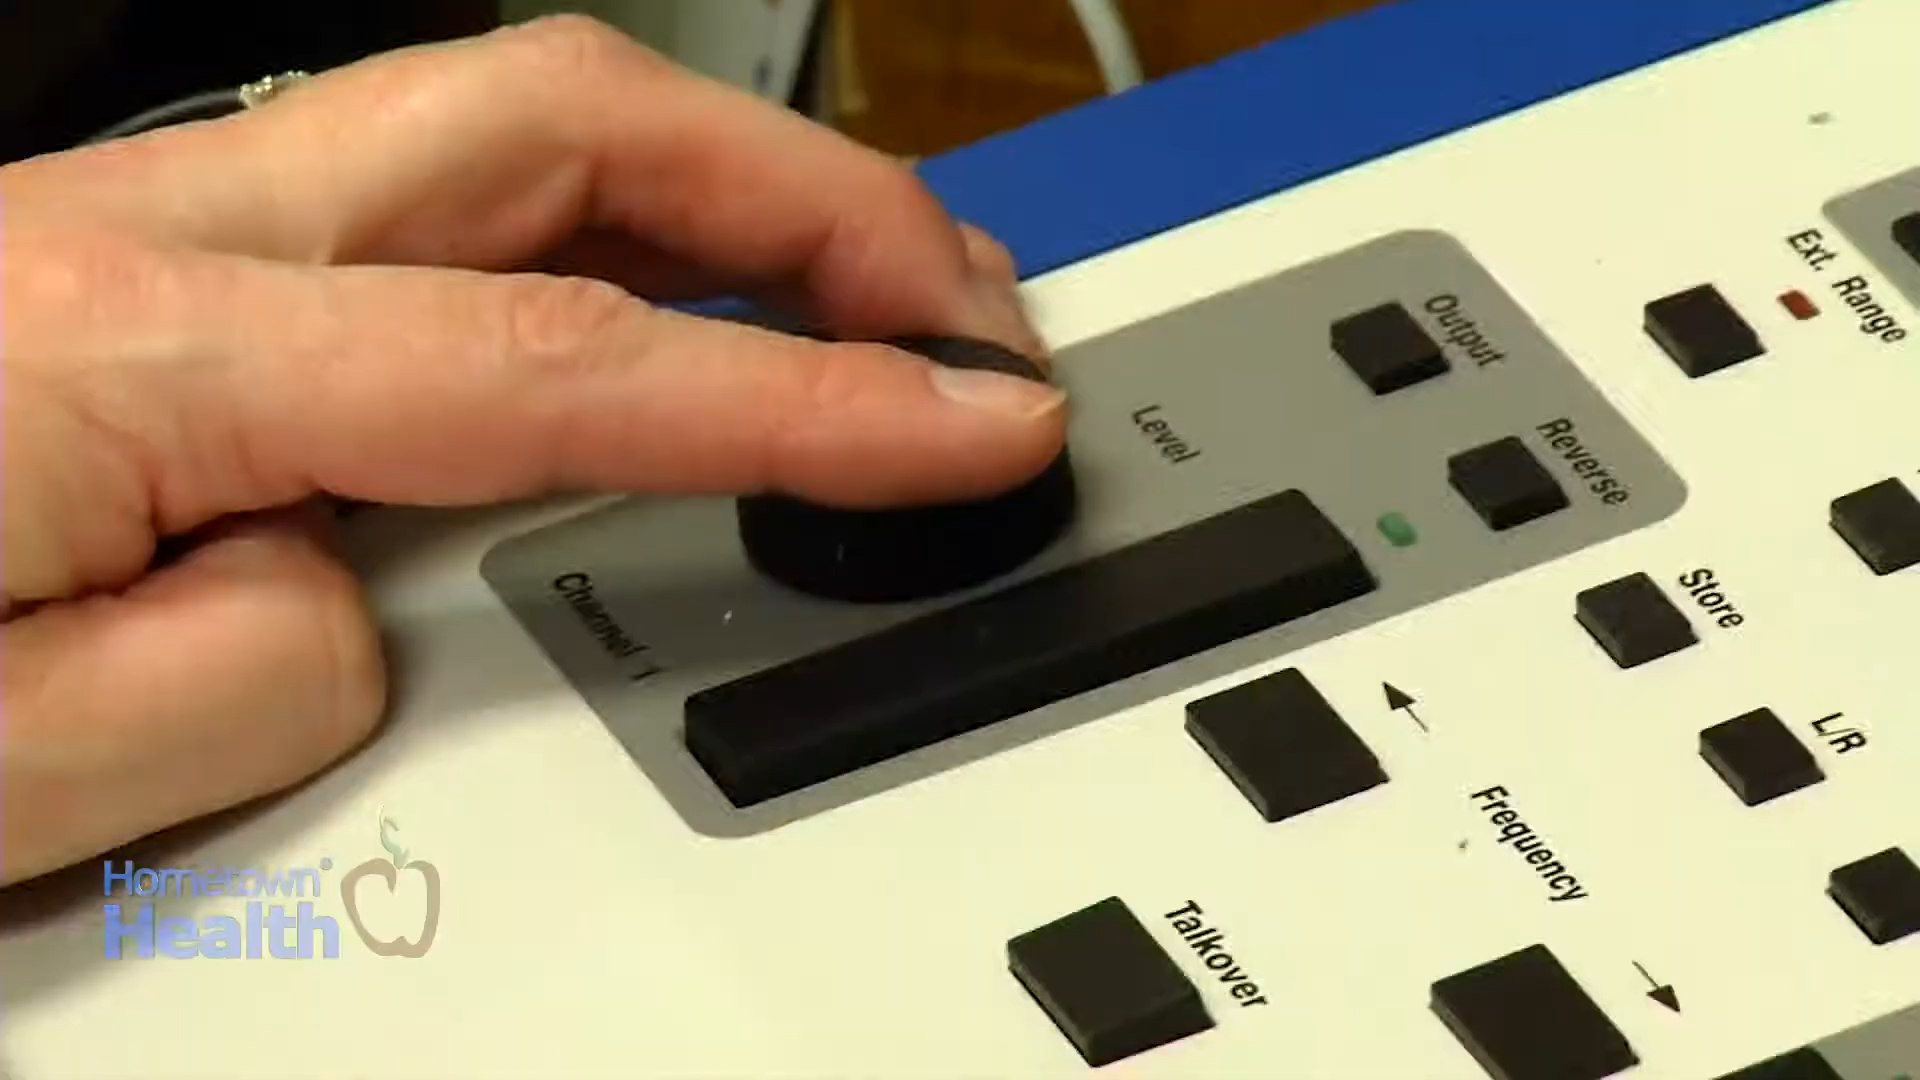 Ext. Range
Output
Level
Reverse
Channel 1
Store
L/R
Frequency
Talkover
Hometown®
Health